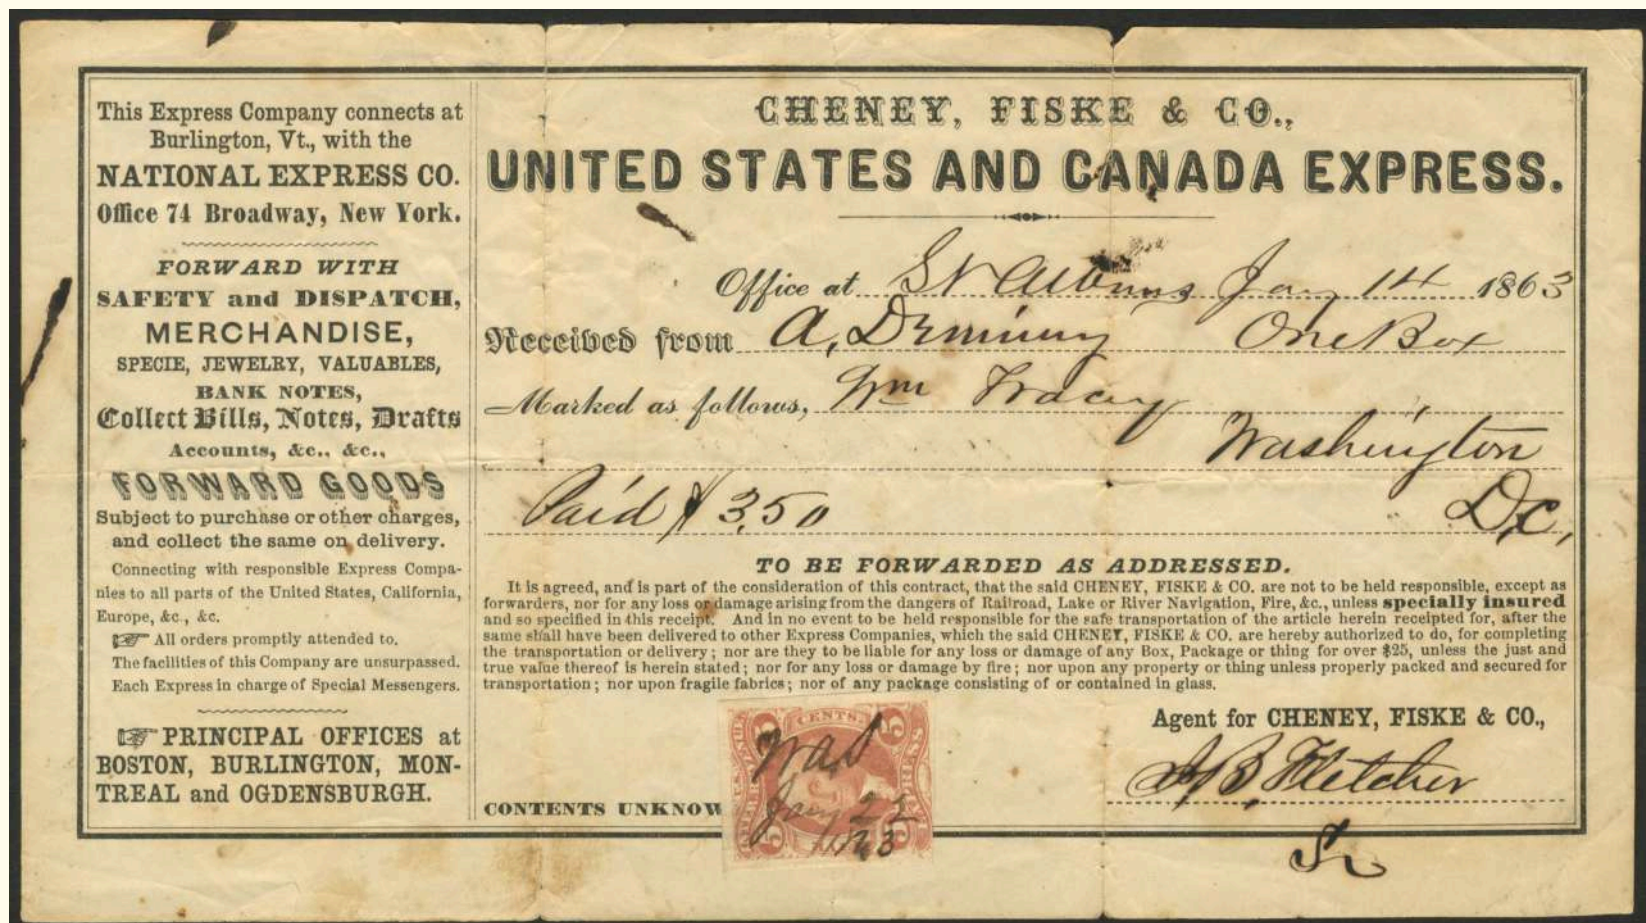 This Express Company connects at
Burlington, Vt., with the
NATIONAL EXPRESS CO.
Office 74 Broadway, New York.
FORWARD WITH
SAFETY and DISPATCH,
MERCHANDISE,
SPECIE, JEWELRY, VALUABLES,
BANK NOTES,
Collect Bills, Notes, Drafts
Accounts, &c., &c.,
FORWARD GOODS
Subject to purchase or other charges,
and collect the same on delivery.
Connecting with responsible Express Compa-
nies to all parts of the United States, California,
Europe, &c., &c.
☞ All orders promptly attended to.
The facilities of this Company are unsurpassed.
Each Express in charge of Special Messengers.
☞ PRINCIPAL OFFICES at
BOSTON, BURLINGTON, MON-
TREAL and OGDENSBURGH.
CHENEY, FISKE & CO.,
UNITED STATES AND CANADA EXPRESS.
Office at St Albans Jany 14 1863
Received from A, Deming One Box
Marked as follows, Wm Tracey
Washington
Paid $3,50 D,C,
TO BE FORWARDED AS ADDRESSED.
It is agreed, and is part of the consideration of this contract, that the said CHENEY, FISKE & CO. are not to be held responsible, except as
forwarders, nor for any loss or damage arising from the dangers of Railroad, Lake or River Navigation, Fire, &c., unless specially insured
and so specified in this receipt. And in no event to be held responsible for the safe transportation of the article herein receipted for, after the
same shall have been delivered to other Express Companies, which the said CHENEY, FISKE & CO. are hereby authorized to do, for completing
the transportation or delivery; nor are they to be liable for any loss or damage of any Box, Package or thing for over $25, unless the just and
true value thereof is herein stated; nor for any loss or damage by fire; nor upon any property or thing unless properly packed and secured for
transportation; nor upon fragile fabrics; nor of any package consisting of or contained in glass.
Agent for CHENEY, FISKE & CO.,
Fletcher
CONTENTS UNKNOW
5 CENTS. 5
EXPRESS
Jany 22
1863
5 5